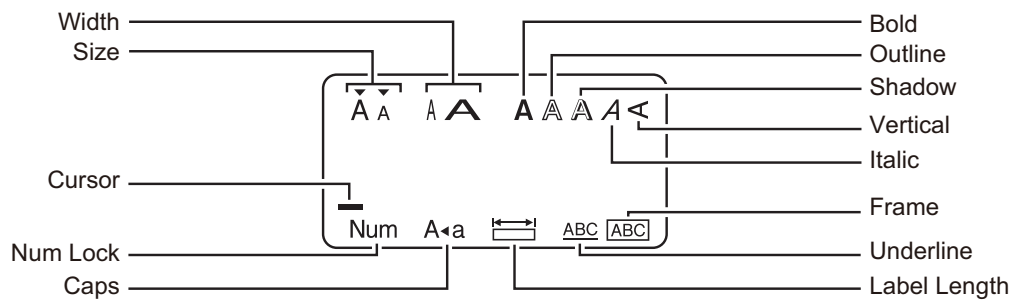 Width
Size
Bold
Outline
Shadow
Vertical
Italic
A A A A A A A A A
Cursor
Num A◂a ABC ABC
Frame
Num Lock
Caps
Underline
Label Length